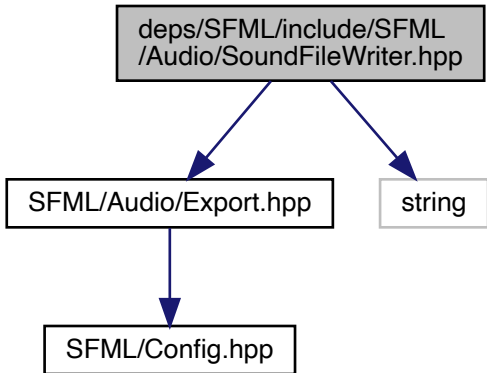 deps/SFML/include/SFML
/Audio/SoundFileWriter.hpp
SFML/Audio/Export.hpp
string
SFML/Config.hpp